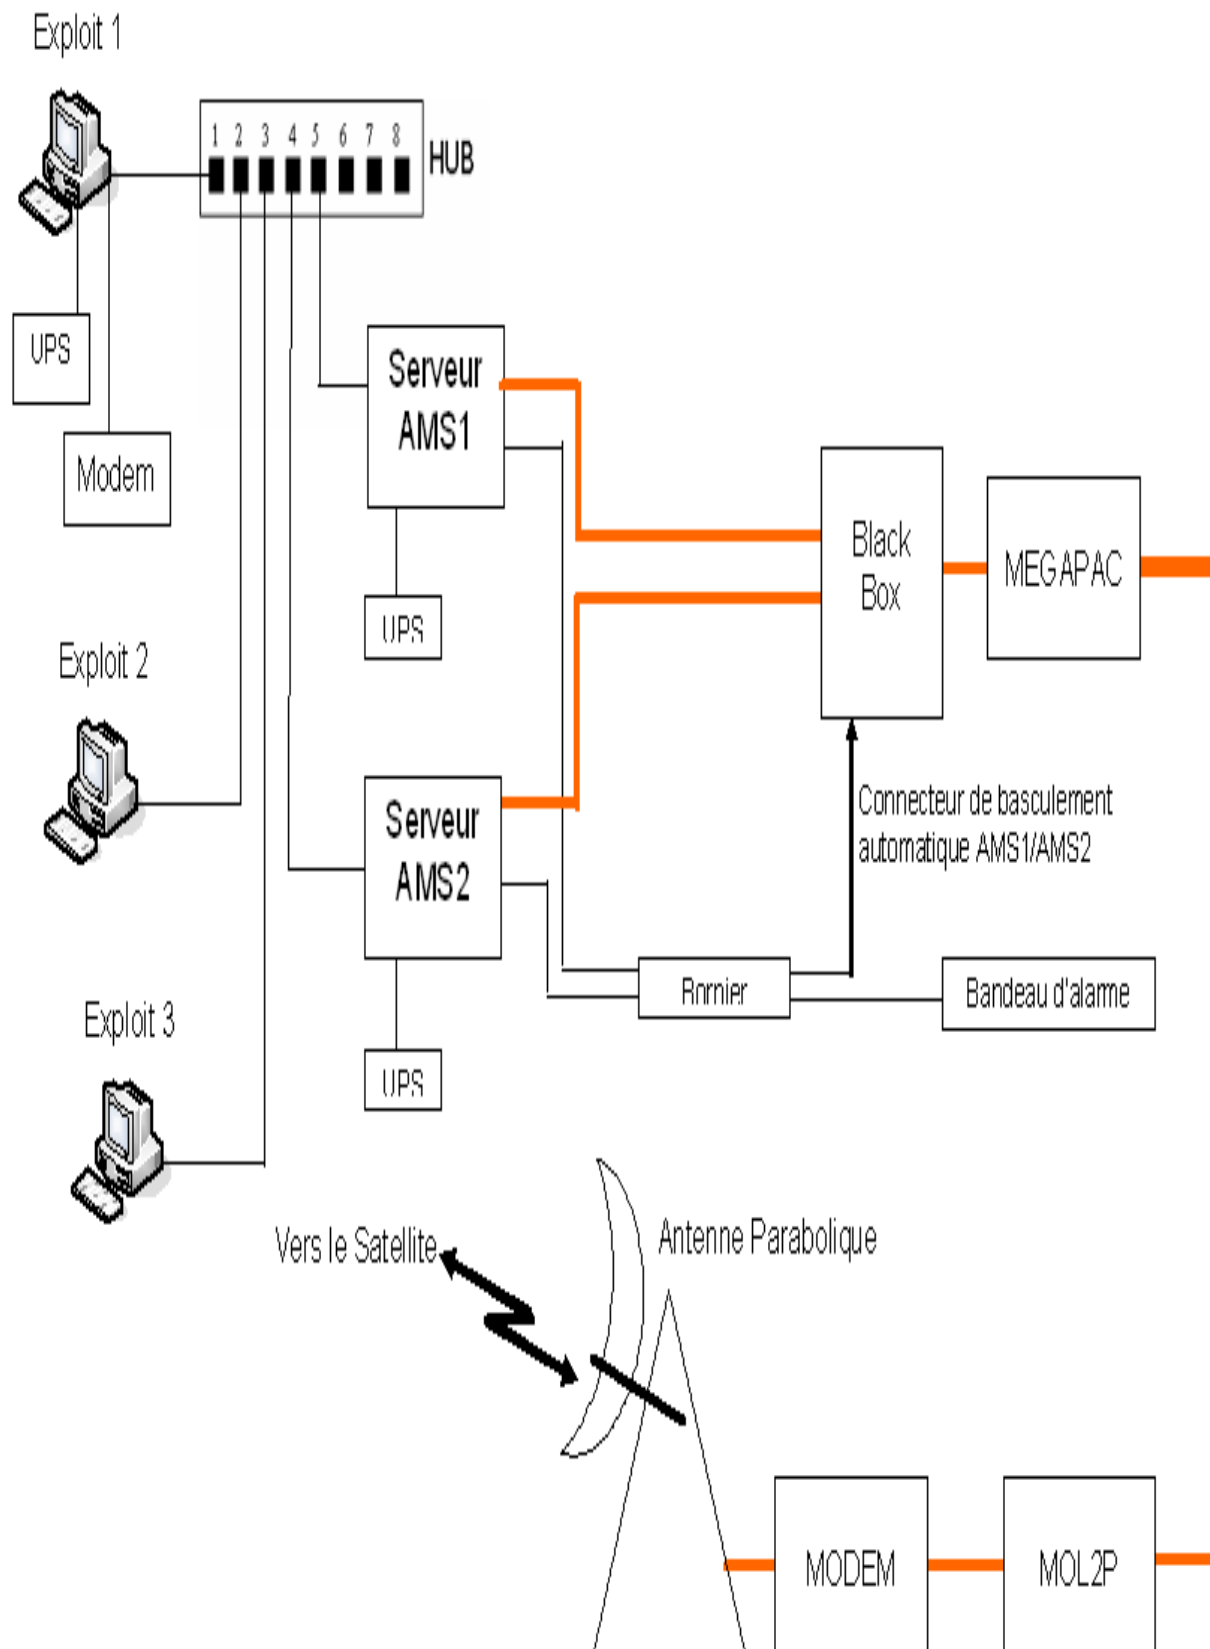 Exploit 1
1 2 3 4 5 6 7 8
HUB
UPS
Modem
Serveur
AMS1
UPS
Black
Box
MEGAPAC
Exploit 2
Serveur
AMS2
Connecteur de basculement
automatique AMS1/AMS2
Bornier
Bandeau d'alarme
Exploit 3
UPS
Vers le Satellite
Antenne Parabolique
MODEM
MOL2P